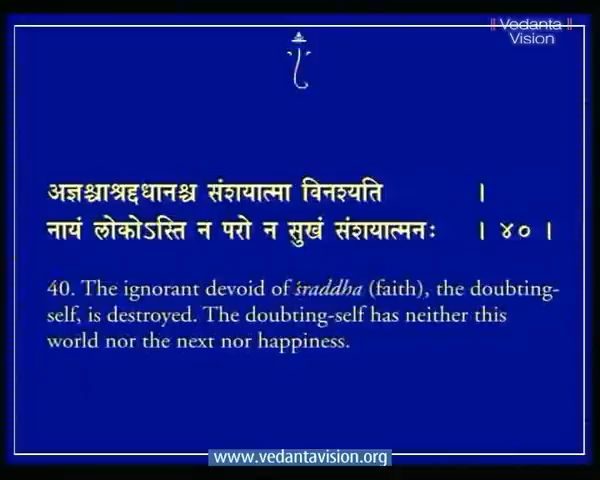 || Vedanta ||
Vision
अज्ञश्चाश्रद्दधानश्च संशयात्मा विनश्यति ।
नायं लोकोऽस्ति न परो न सुखं संशयात्मनः । ४० ।
40. The ignorant devoid of śraddha (faith), the doubting-
self, is destroyed. The doubting-self has neither this
world nor the next nor happiness.
www.vedantavision.org